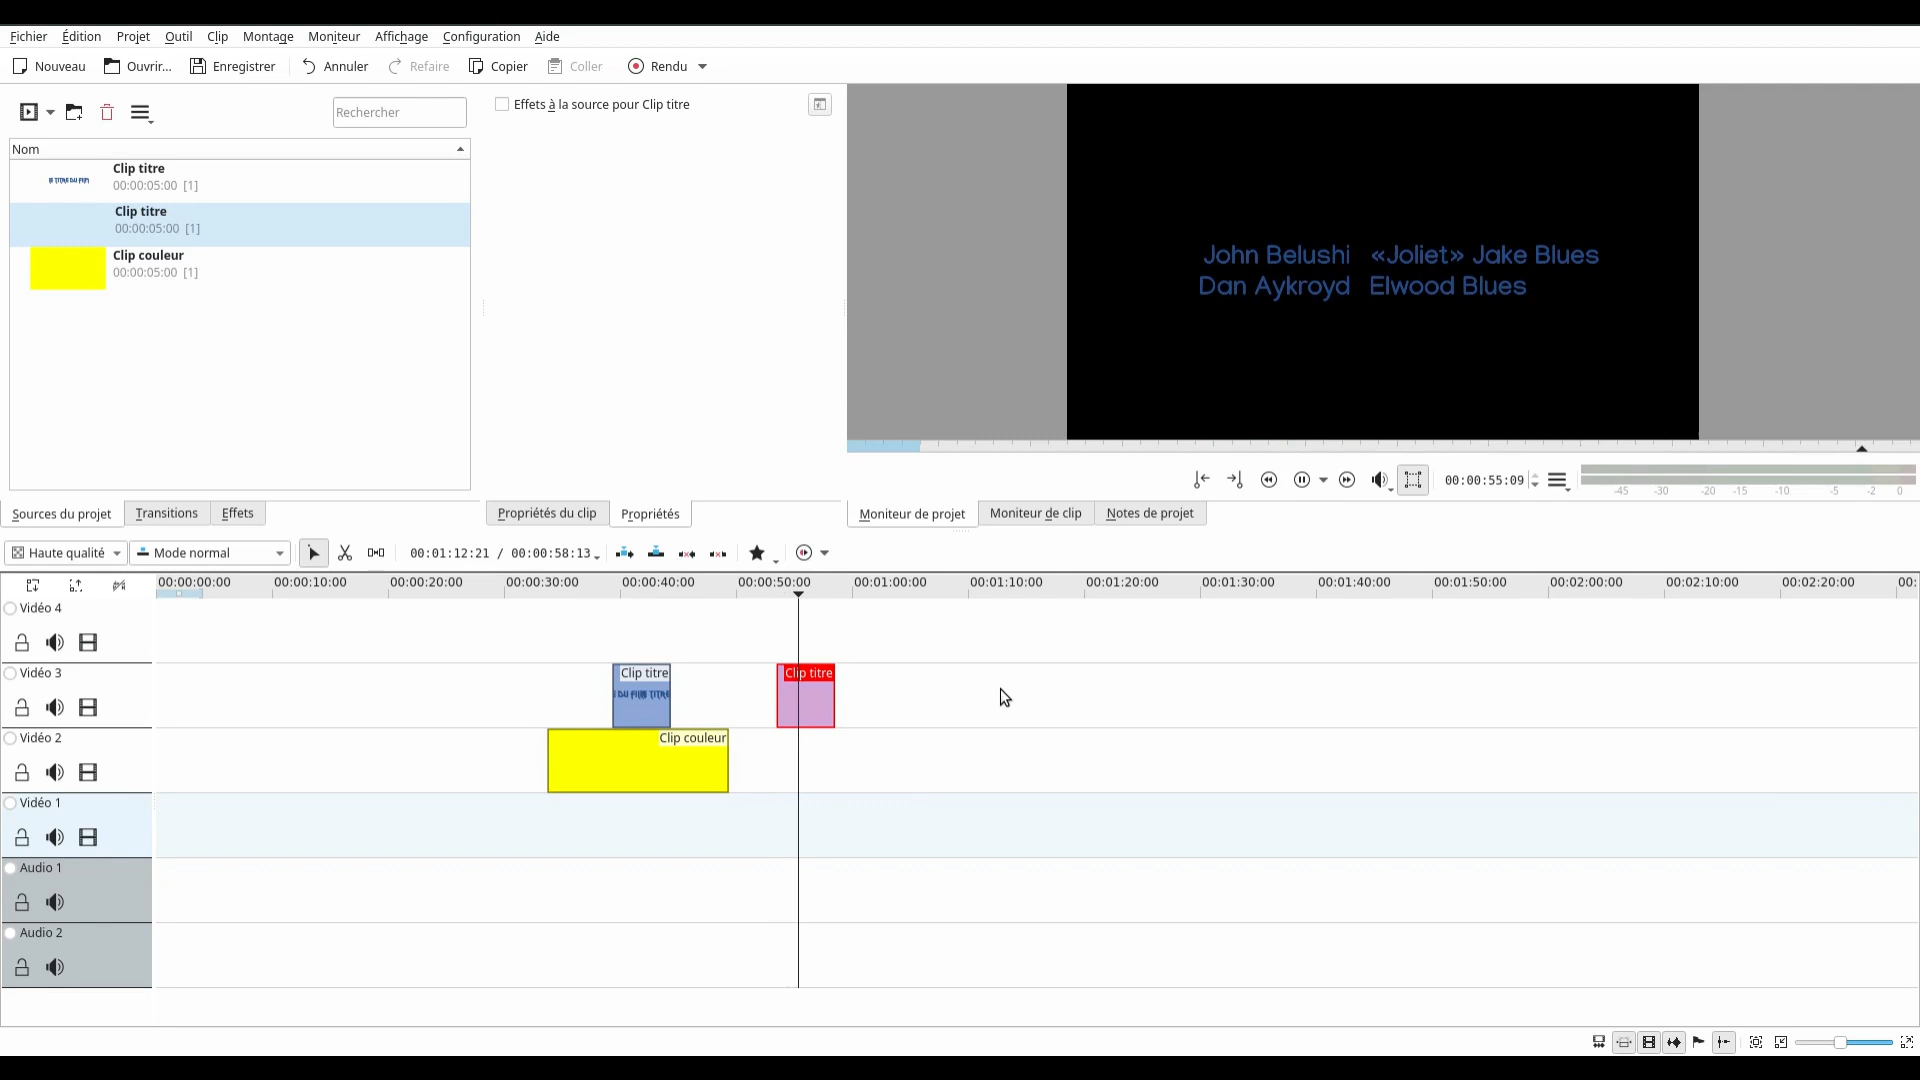 Fichier Édition Projet Outil Clip Montage Moniteur Affichage Configuration Aide
Nouveau Ouvrir... Enregistrer Annuler Refaire Copier Coller Rendu
Rechercher
Effets à la source pour Clip titre
Nom
Clip titre
00:00:05:00 [1]
Clip titre
00:00:05:00 [1]
Clip couleur
00:00:05:00 [1]
John Belushi «Joliet» Jake Blues
Dan Aykroyd Elwood Blues
00:00:55:09
-45 -30 -20 -15 -10 -5 -2 0
Sources du projet Transitions Effets Propriétés du clip Propriétés Moniteur de projet Moniteur de clip Notes de projet
Haute qualité Mode normal 00:01:12:21 / 00:00:58:13
00:00:00:00 00:00:10:00 00:00:20:00 00:00:30:00 00:00:40:00 00:00:50:00 00:01:00:00 00:01:10:00 00:01:20:00 00:01:30:00 00:01:40:00 00:01:50:00 00:02:00:00 00:02:10:00 00:02:20:00 00:
Vidéo 4
Vidéo 3
Clip titre
Clip titre
Vidéo 2
Clip couleur
Vidéo 1
Audio 1
Audio 2